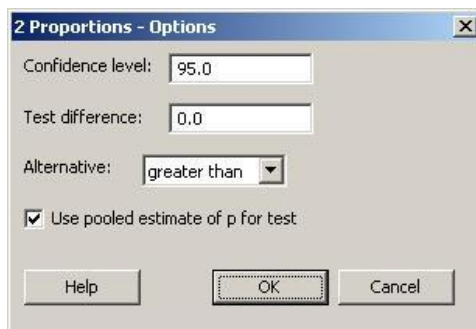 2 Proportions - Options
Confidence level: 95.0
Test difference: 0.0
Alternative: greater than
Use pooled estimate of p for test
Help OK Cancel